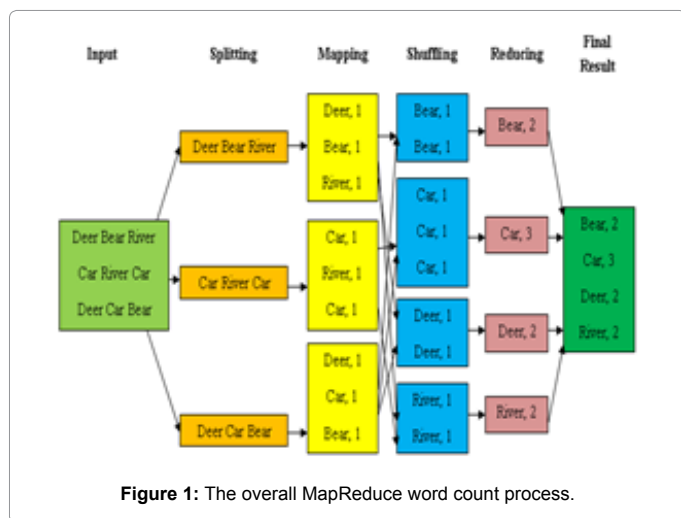 Input
Splitting
Mapping
Shuffling
Reducing
Final
Result
Deer Bear River
Car River Car
Deer Car Bear
Deer Bear River
Car River Car
Deer Car Bear
Deer, 1
Bear, 1
River, 1
Car, 1
River, 1
Car, 1
Deer, 1
Car, 1
Bear, 1
Bear, 1
Bear, 1
Car, 1
Car, 1
Car, 1
Deer, 1
Deer, 1
River, 1
River, 1
Bear, 2
Car, 3
Deer, 2
River, 2
Bear, 2
Car, 3
Deer, 2
River, 2
Figure 1: The overall MapReduce word count process.